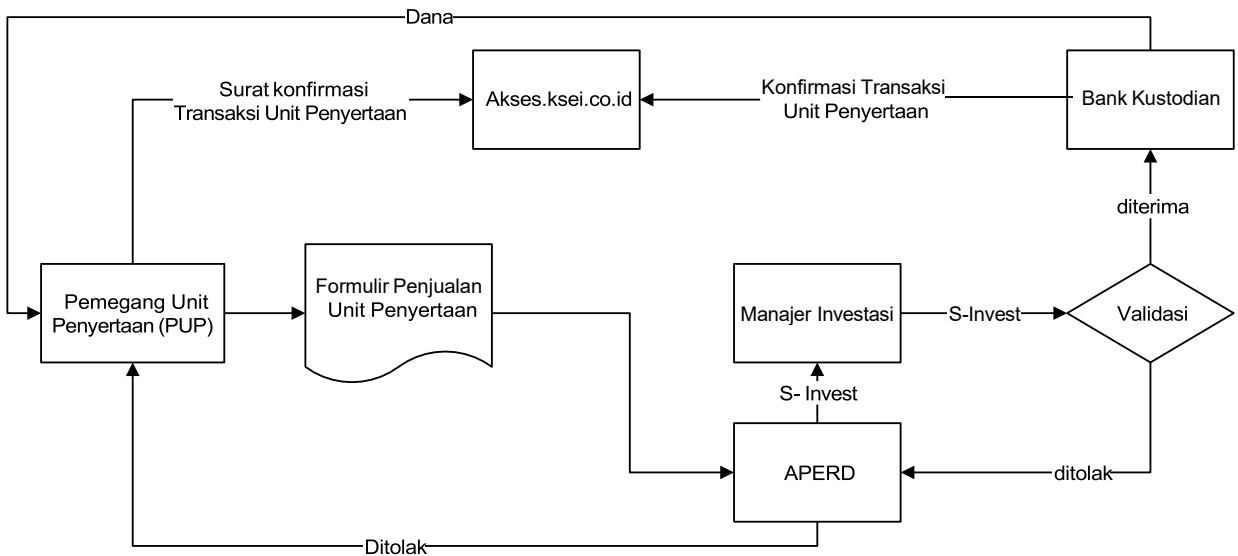 Dana
Surat konfirmasi
Transaksi Unit Penyertaan
Akses.ksei.co.id
Konfirmasi Transaksi
Unit Penyertaan
Bank Kustodian
diterima
Pemegang Unit
Penyertaan (PUP)
Formulir Penjualan
Unit Penyertaan
Manajer Investasi
S-Invest
Validasi
S- Invest
APERD
ditolak
Ditolak